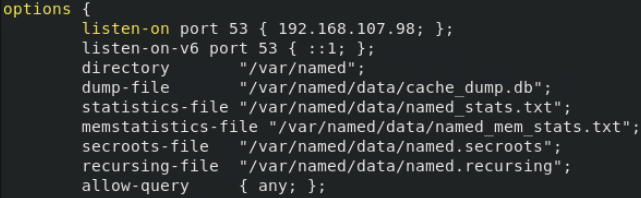 options {
        listen-on port 53 { 192.168.107.98; };
        listen-on-v6 port 53 { ::1; };
        directory       "/var/named";
        dump-file       "/var/named/data/cache_dump.db";
        statistics-file "/var/named/data/named_stats.txt";
        memstatistics-file "/var/named/data/named_mem_stats.txt";
        secroots-file   "/var/named/data/named.secroots";
        recursing-file  "/var/named/data/named.recursing";
        allow-query     { any; };